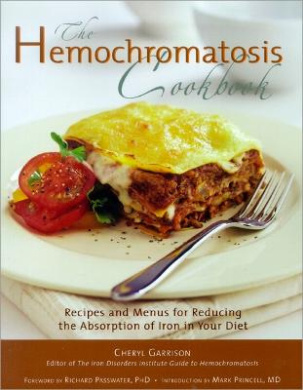 The
Hemochromatosis
Cookbook
Recipes and Menus for Reducing
the Absorption of Iron in Your Diet
Cheryl Garrison
Editor of The Iron Disorders Institute Guide to Hemochromatosis
Foreword by Richard Passwater, PhD • Introduction by Mark Princell, MD